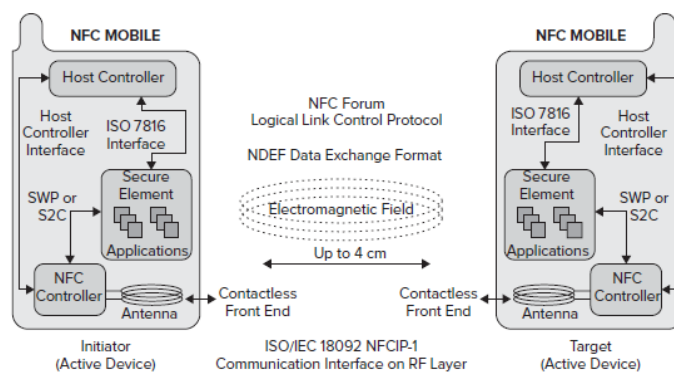 NFC MOBILE
Host Controller
ISO 7816
Interface
Host
Controller
Interface
Secure
Element
Applications
SWP or
S2C
NFC
Controller
Antenna
Contactless
Front End
Initiator
(Active Device)
NFC Forum
Logical Link Control Protocol
NDEF Data Exchange Format
Electromagnetic Field
Up to 4 cm
ISO/IEC 18092 NFCIP-1
Communication Interface on RF Layer
NFC MOBILE
Host Controller
ISO 7816
Interface
Host
Controller
Interface
Secure
Element
Applications
SWP or
S2C
NFC
Controller
Antenna
Contactless
Front End
Target
(Active Device)